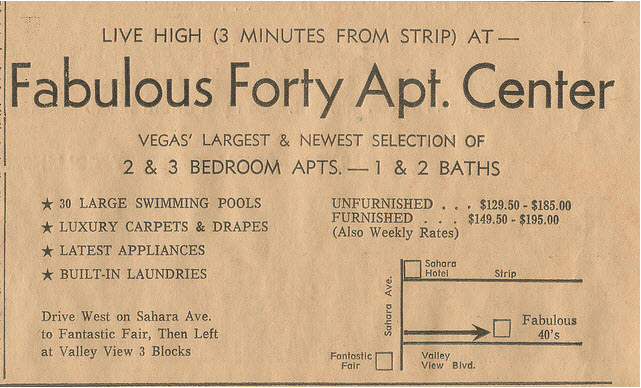 LIVE HIGH (3 MINUTES FROM STRIP) AT —
Fabulous Forty Apt. Center
VEGAS' LARGEST & NEWEST SELECTION OF
2 & 3 BEDROOM APTS. — 1 & 2 BATHS
★ 30 LARGE SWIMMING POOLS
★ LUXURY CARPETS & DRAPES
★ LATEST APPLIANCES
★ BUILT-IN LAUNDRIES
Drive West on Sahara Ave.
to Fantastic Fair, Then Left
at Valley View 3 Blocks
UNFURNISHED . . . $129.50 - $185.00
FURNISHED . . . $149.50 - $195.00
(Also Weekly Rates)
Sahara
Hotel
Strip
Sahara Ave.
Fabulous
40's
Fantastic
Fair
Valley
View Blvd.